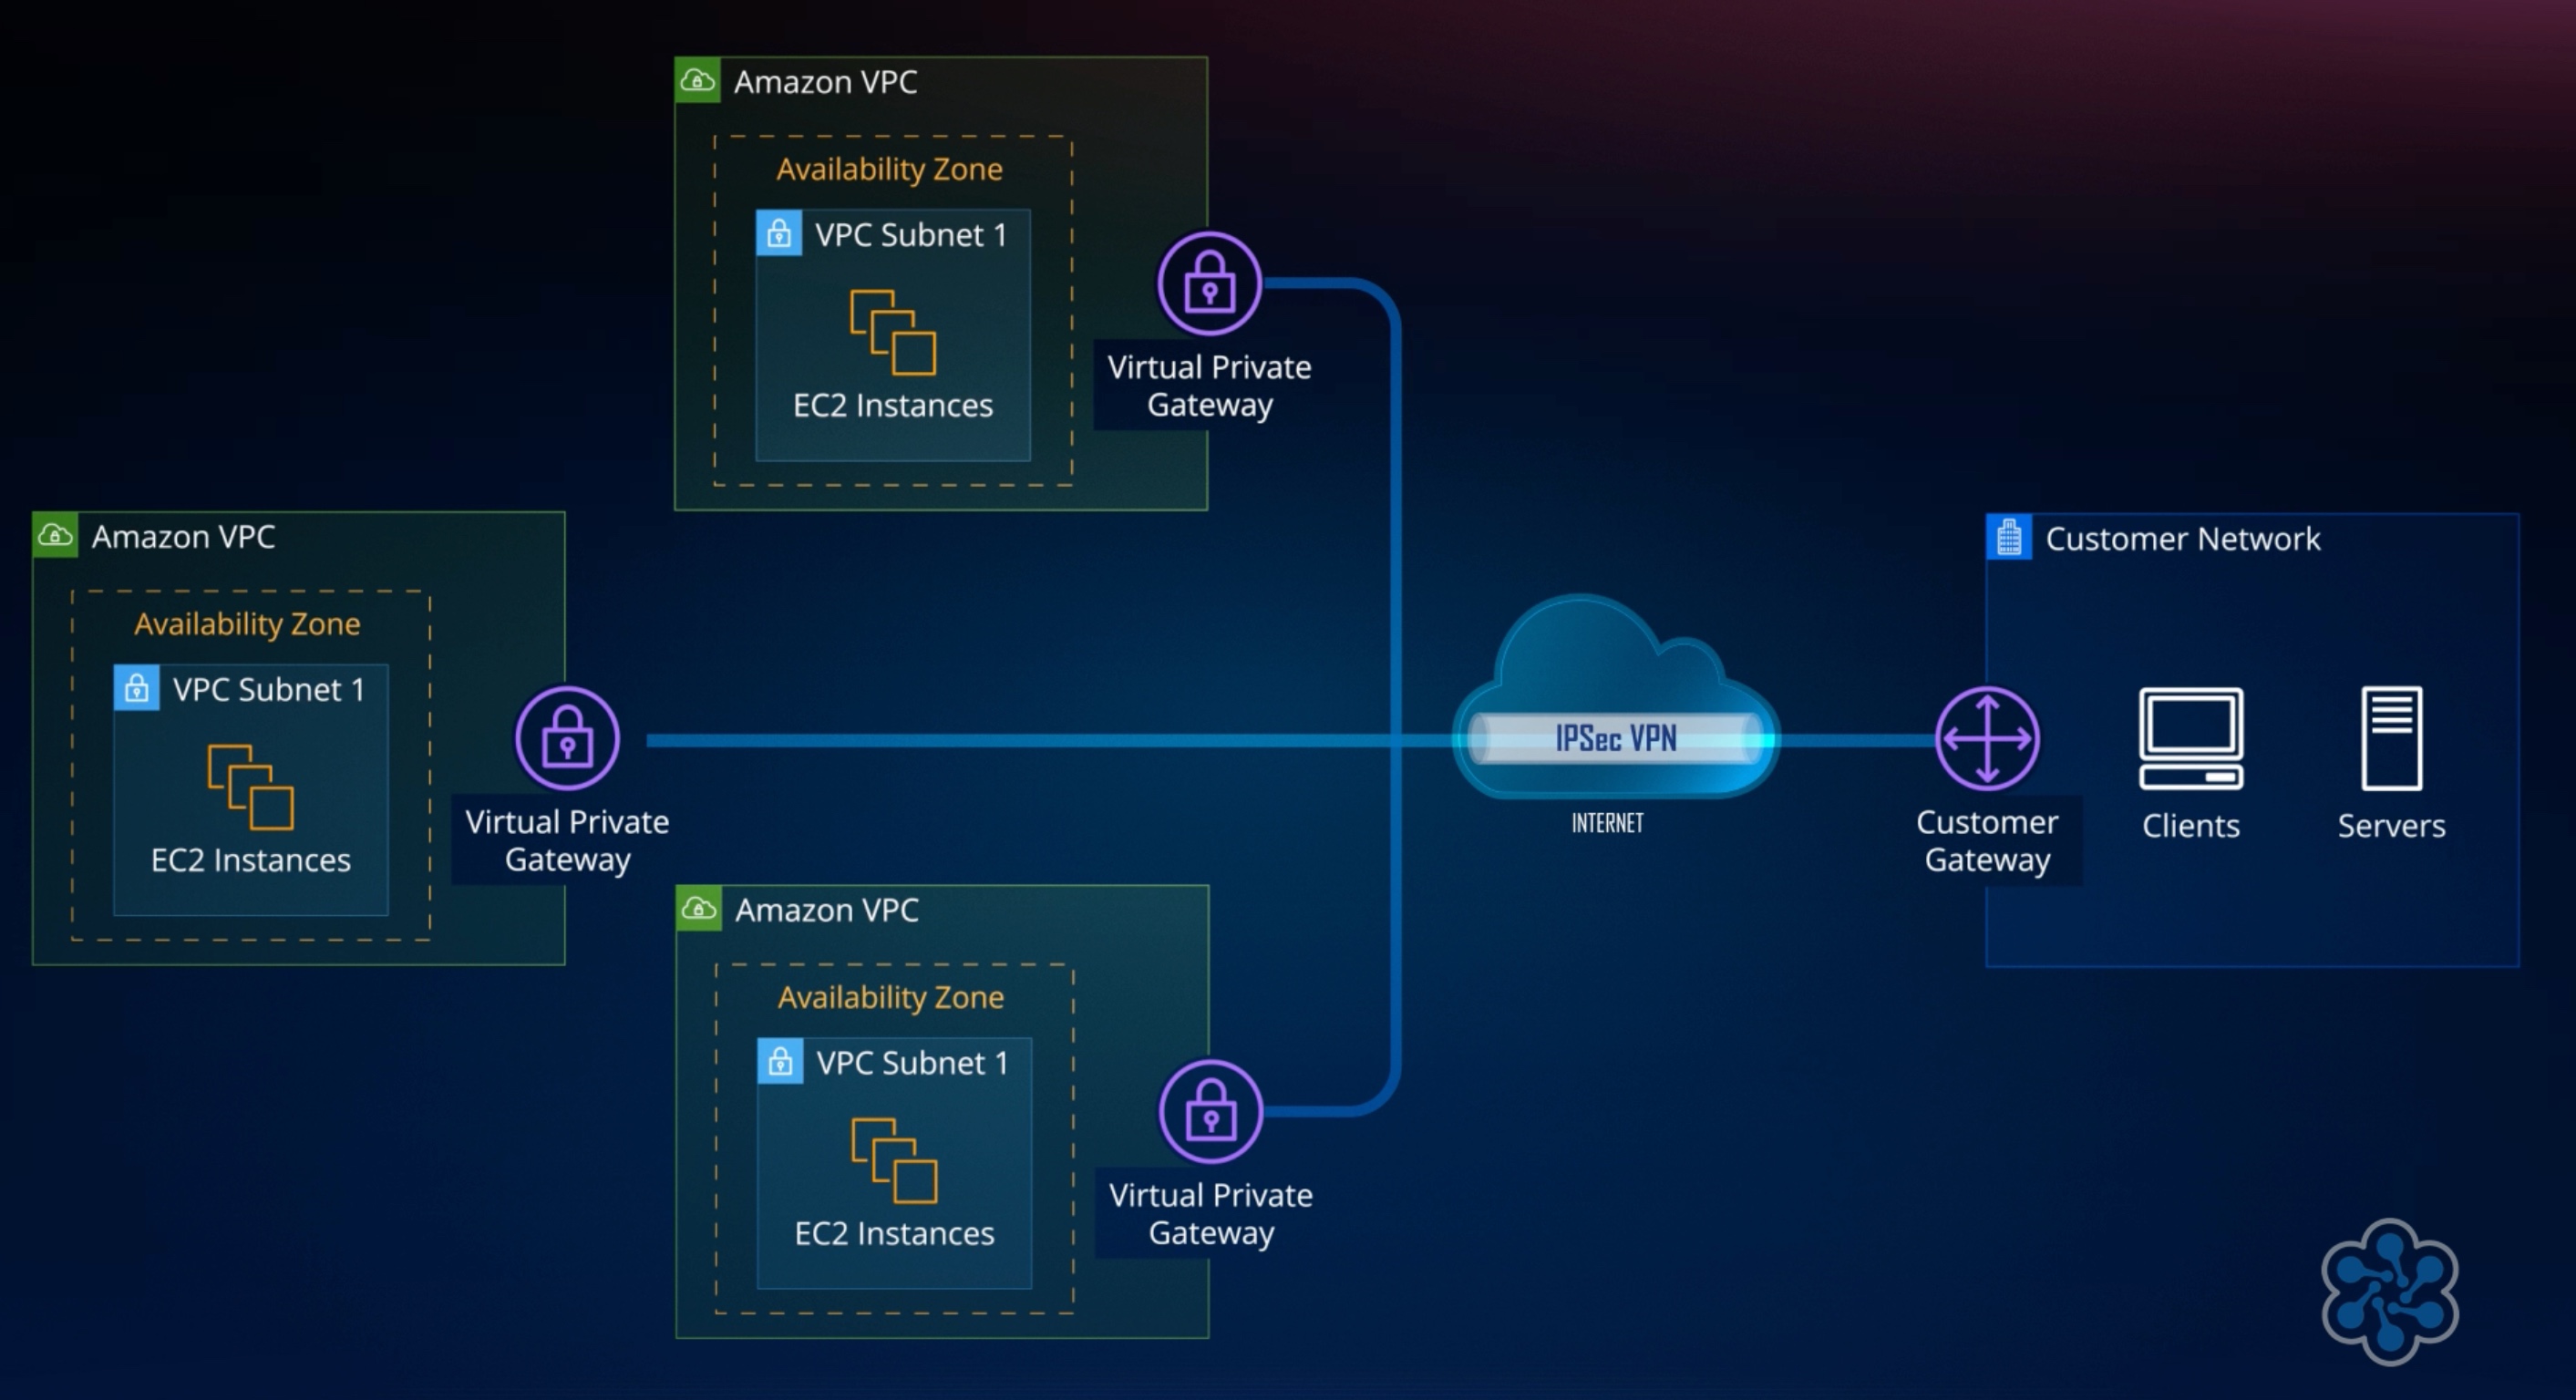 Amazon VPC
Availability Zone
VPC Subnet 1
EC2 Instances
Virtual Private
Gateway
Amazon VPC
Availability Zone
VPC Subnet 1
EC2 Instances
Virtual Private
Gateway
Amazon VPC
Availability Zone
VPC Subnet 1
EC2 Instances
Virtual Private
Gateway
IPSec VPN
INTERNET
Customer Network
Customer
Gateway
Clients
Servers